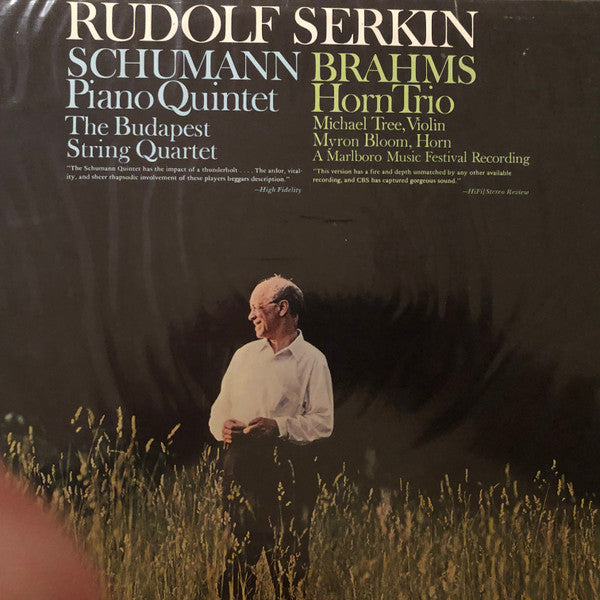 RUDOLF SERKIN
SCHUMANN
Piano Quintet
The Budapest
String Quartet
"The Schumann Quintet has the impact of a thunderbolt . . . . The ardor, vital-
ity, and sheer rhapsodic involvement of these players beggars description."
—High Fidelity
BRAHMS
Horn Trio
Michael Tree, Violin
Myron Bloom, Horn
A Marlboro Music Festival Recording
"This version has a fire and depth unmatched by any other available
recording, and CBS has captured gorgeous sound."
—HiFi/Stereo Review